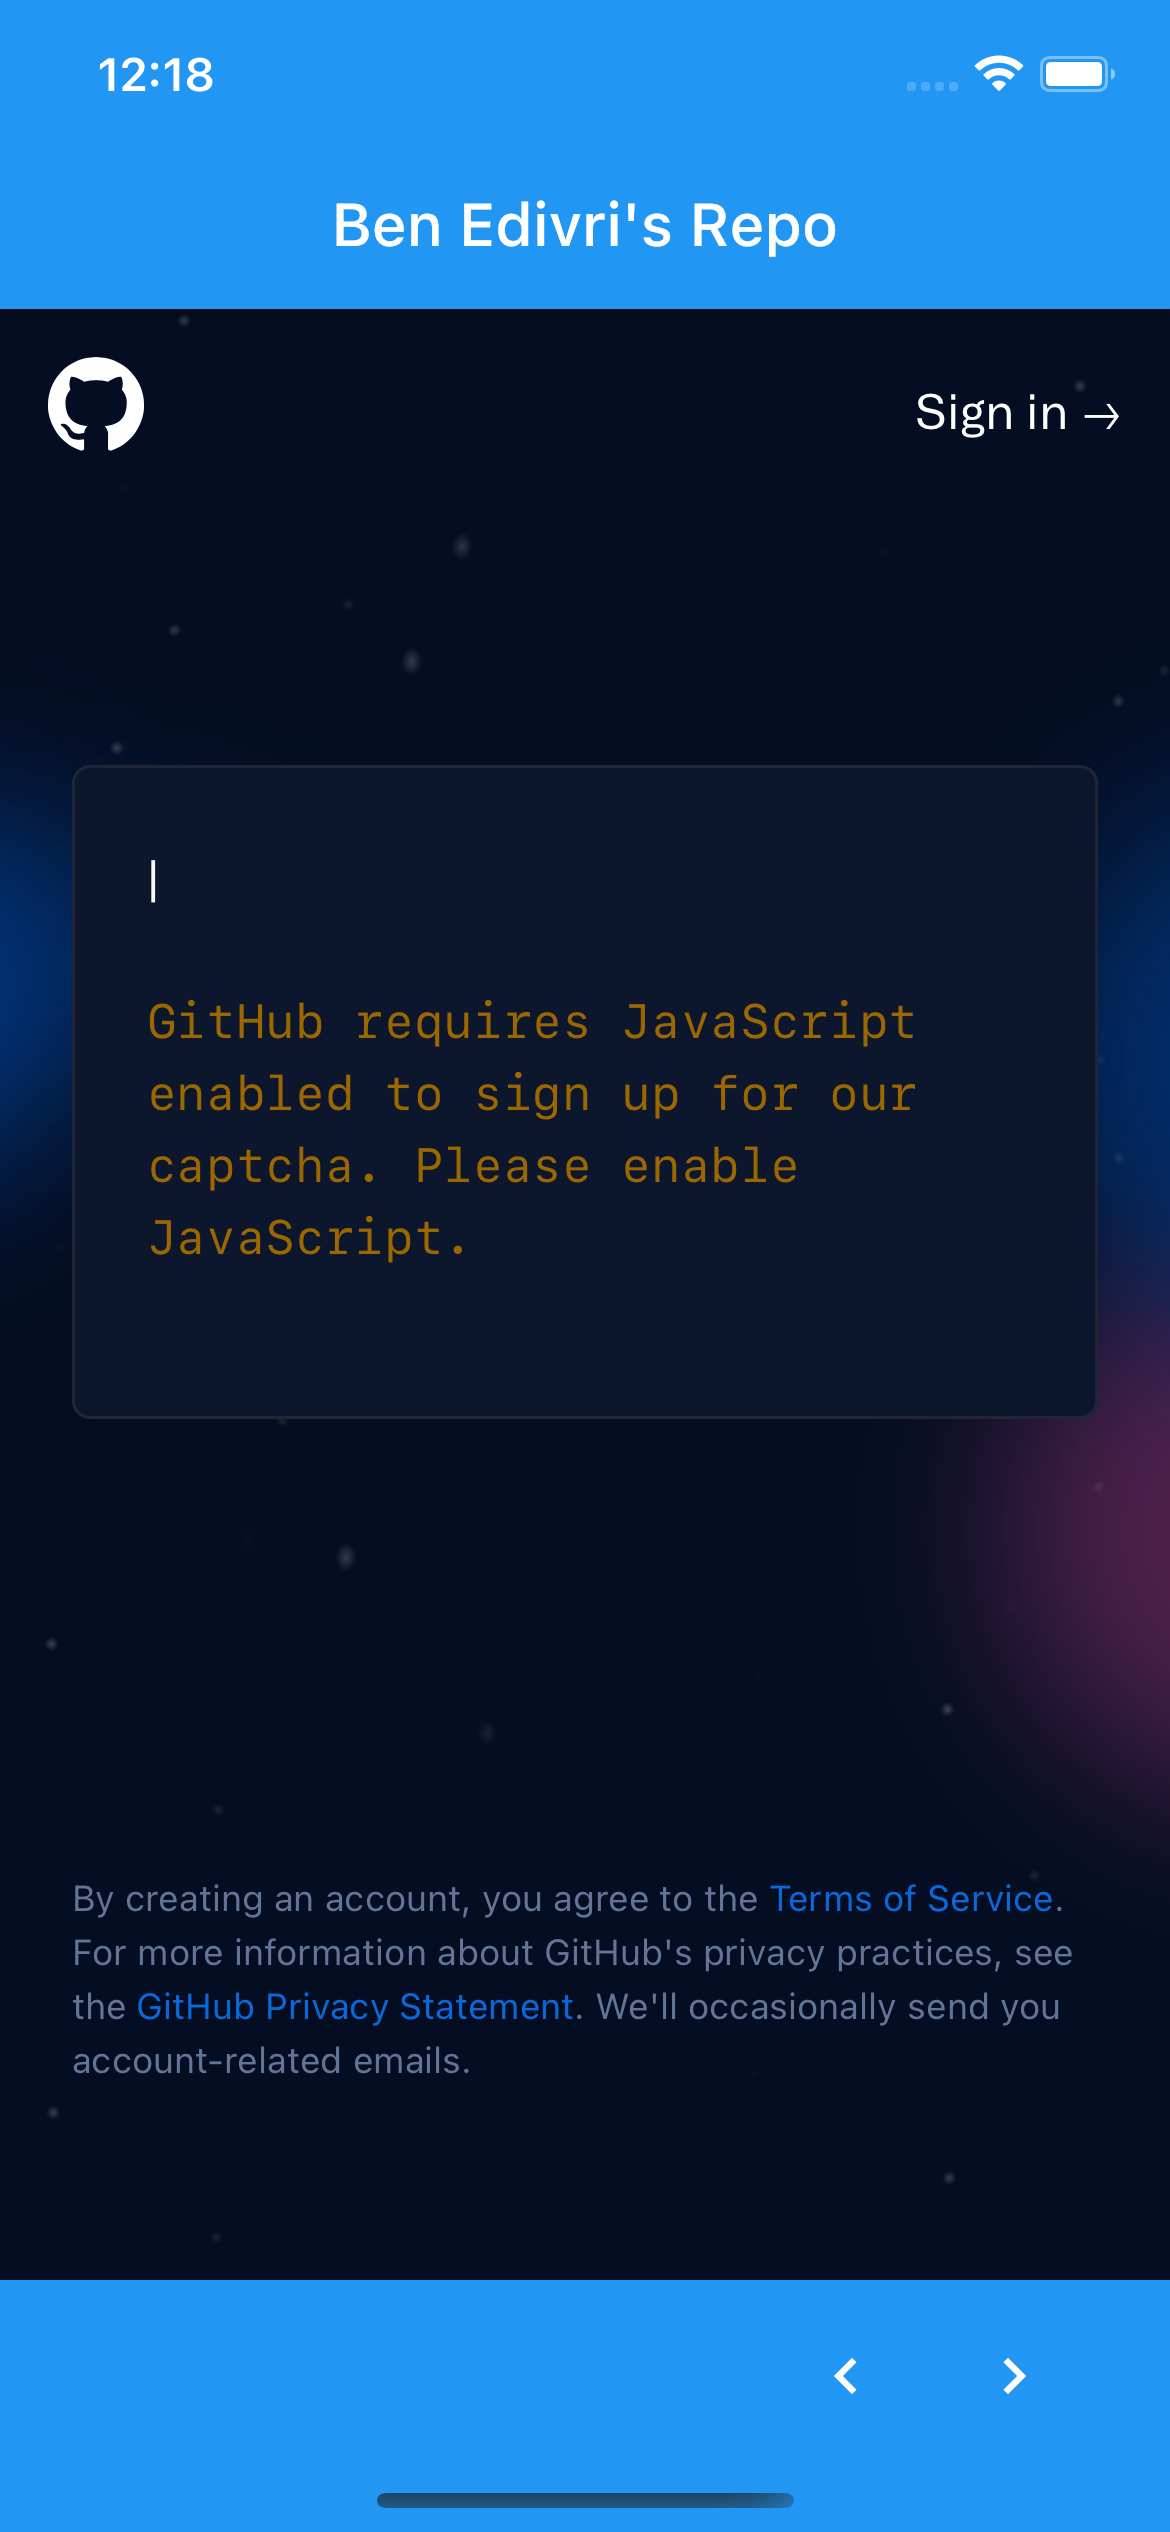 12:18
Ben Edivri's Repo
Sign in →
GitHub requires JavaScript
enabled to sign up for our
captcha. Please enable
JavaScript.
By creating an account, you agree to the Terms of Service.
For more information about GitHub's privacy practices, see
the GitHub Privacy Statement. We'll occasionally send you
account-related emails.